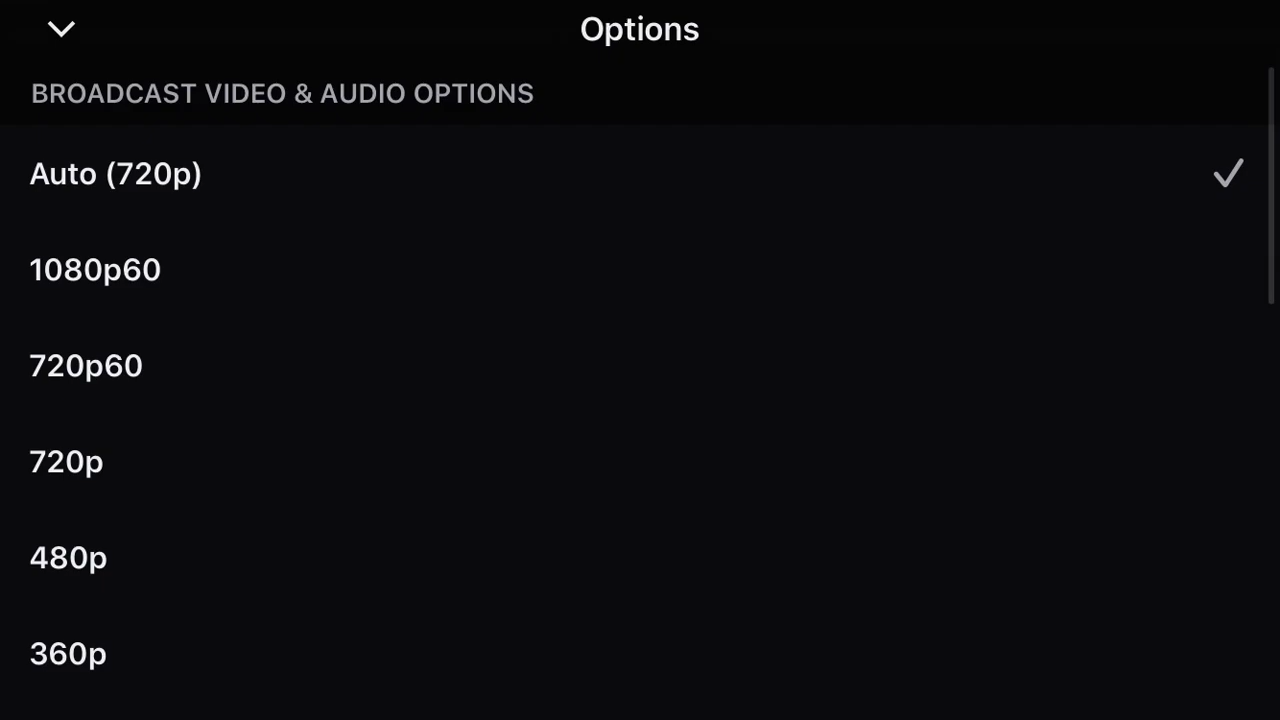 Options
BROADCAST VIDEO & AUDIO OPTIONS
Auto (720p)
1080p60
720p60
720p
480p
360p